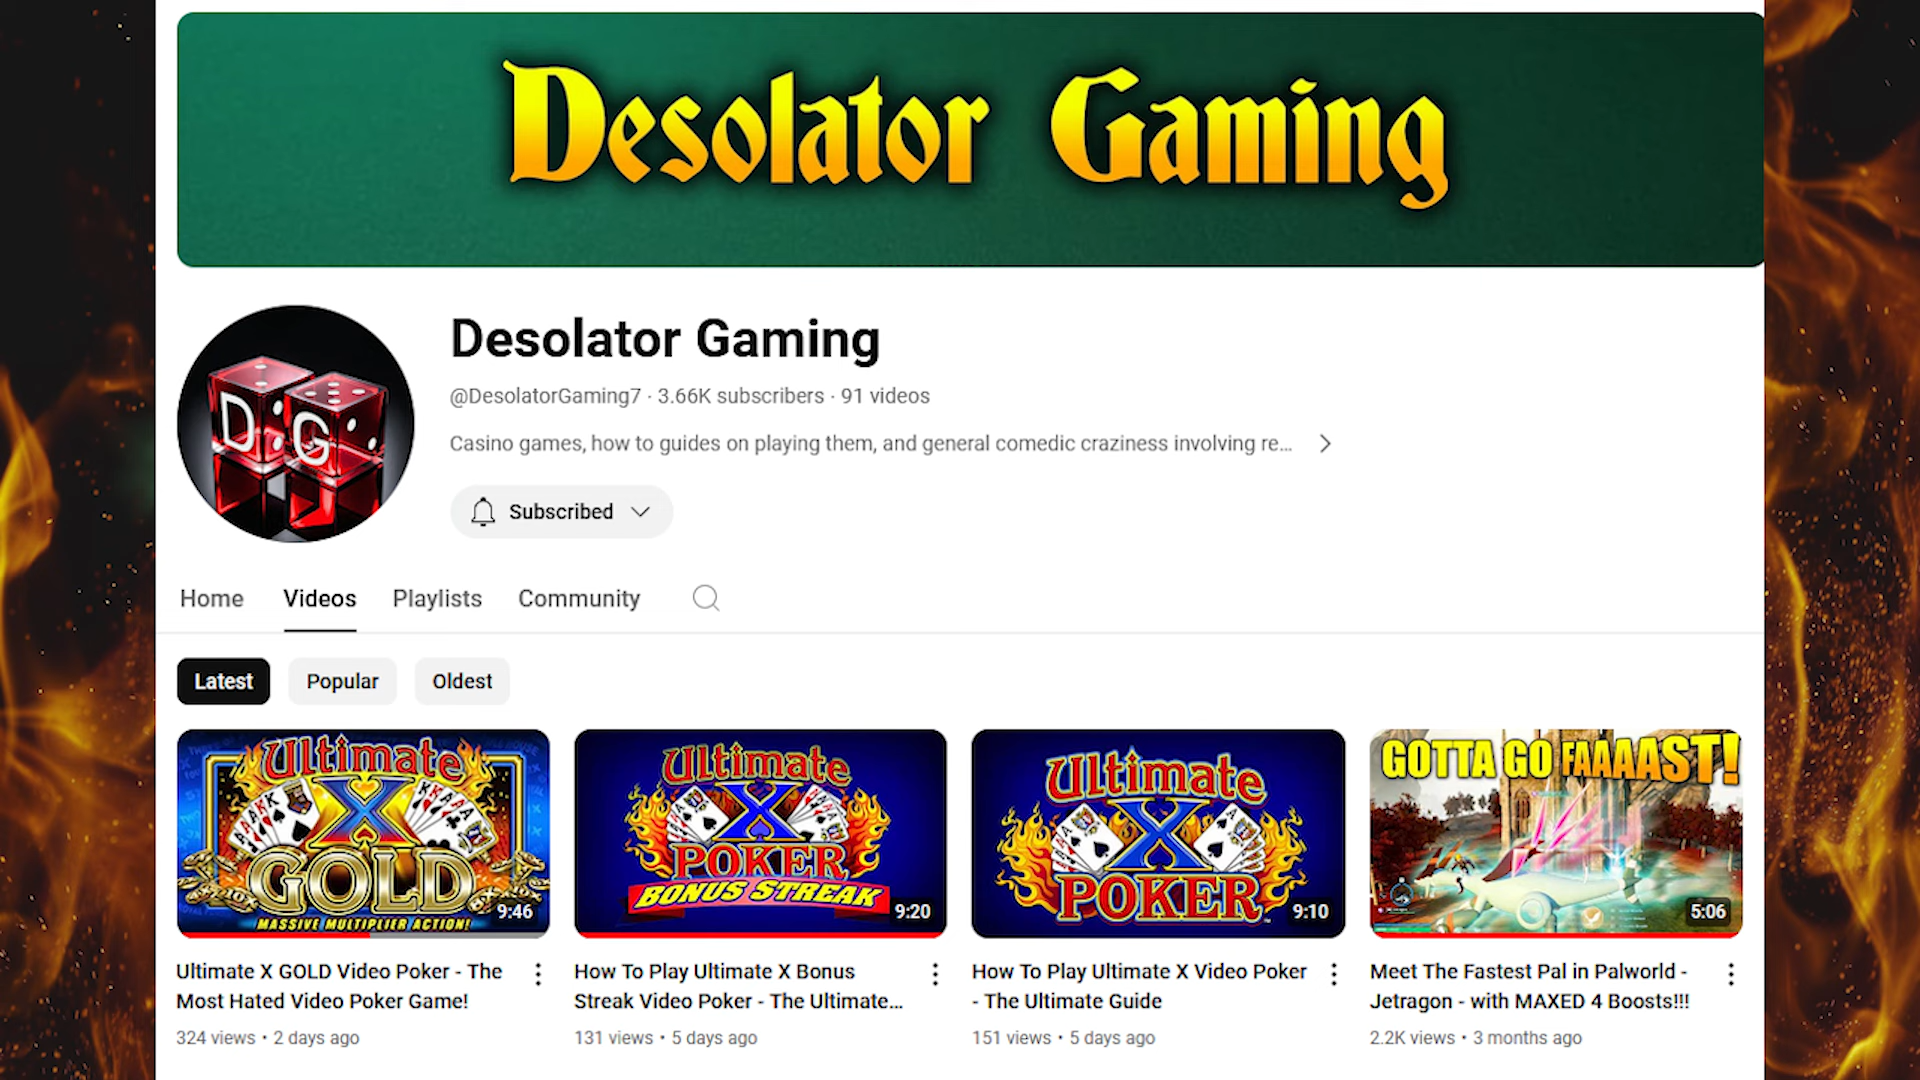 Desolator Gaming
D G
Desolator Gaming
@DesolatorGaming7 · 3.66K subscribers · 91 videos
Casino games, how to guides on playing them, and general comedic craziness involving re...
Subscribed
Home Videos Playlists Community
Latest Popular Oldest
Ultimate
X
GOLD
MASSIVE MULTIPLIER ACTION!
9:46
Ultimate
X
POKER
BONUS STREAK
9:20
Ultimate
X
POKER
9:10
GOTTA GO FAAAAST!
5:06
Ultimate X GOLD Video Poker - The
Most Hated Video Poker Game!
324 views • 2 days ago
How To Play Ultimate X Bonus
Streak Video Poker - The Ultimate...
131 views • 5 days ago
How To Play Ultimate X Video Poker
- The Ultimate Guide
151 views • 5 days ago
Meet The Fastest Pal in Palworld -
Jetragon - with MAXED 4 Boosts!!!
2.2K views • 3 months ago